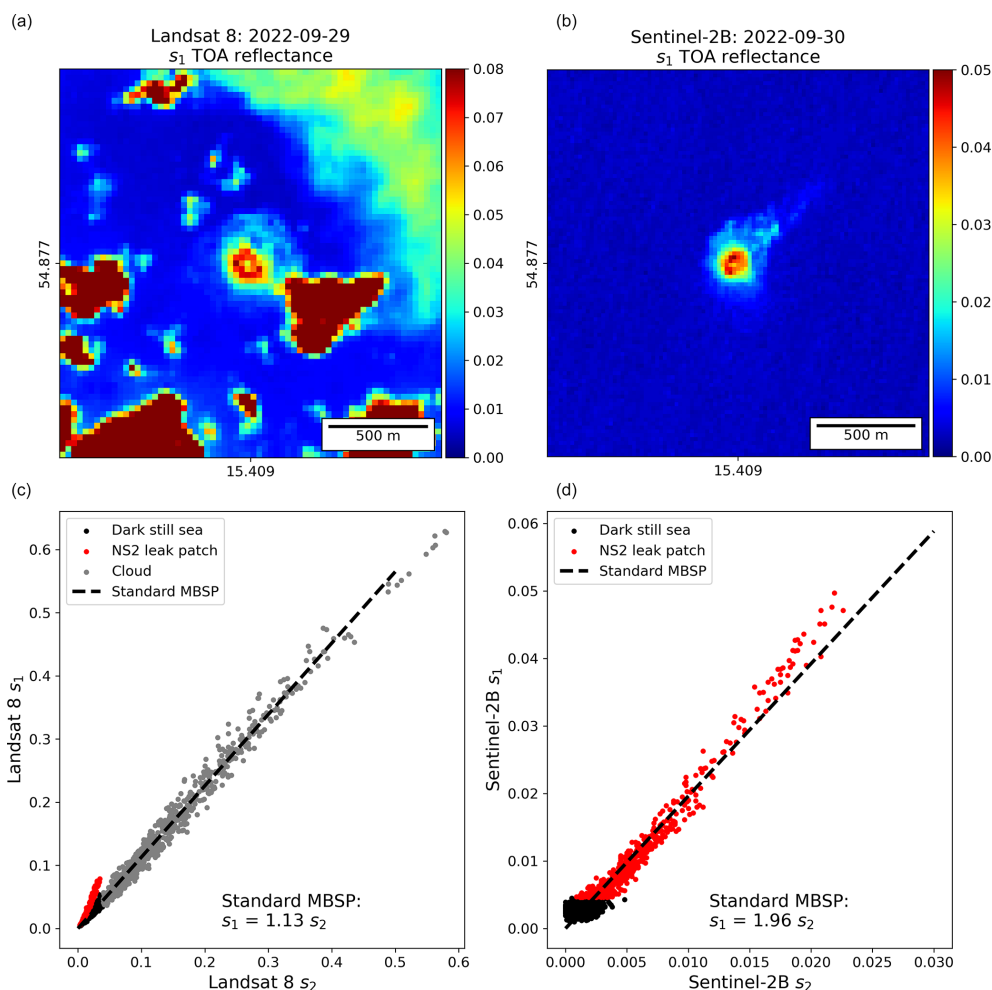 (a)
Landsat 8: 2022-09-29
s₁ TOA reflectance
0.08
0.07
0.06
0.05
0.04
0.03
0.02
0.01
0.00
54.877
15.409
500 m
(b)
Sentinel-2B: 2022-09-30
s₁ TOA reflectance
0.05
0.04
0.03
0.02
0.01
0.00
54.877
15.409
500 m
(c)
Dark still sea
NS2 leak patch
Cloud
Standard MBSP
Standard MBSP:
s₁ = 1.13 s₂
Landsat 8 s₁
0.6
0.5
0.4
0.3
0.2
0.1
0.0
0.0 0.1 0.2 0.3 0.4 0.5 0.6
Landsat 8 s₂
(d)
Dark still sea
NS2 leak patch
Standard MBSP
Standard MBSP:
s₁ = 1.96 s₂
Sentinel-2B s₁
0.06
0.05
0.04
0.03
0.02
0.01
0.00
0.000 0.005 0.010 0.015 0.020 0.025 0.030
Sentinel-2B s₂